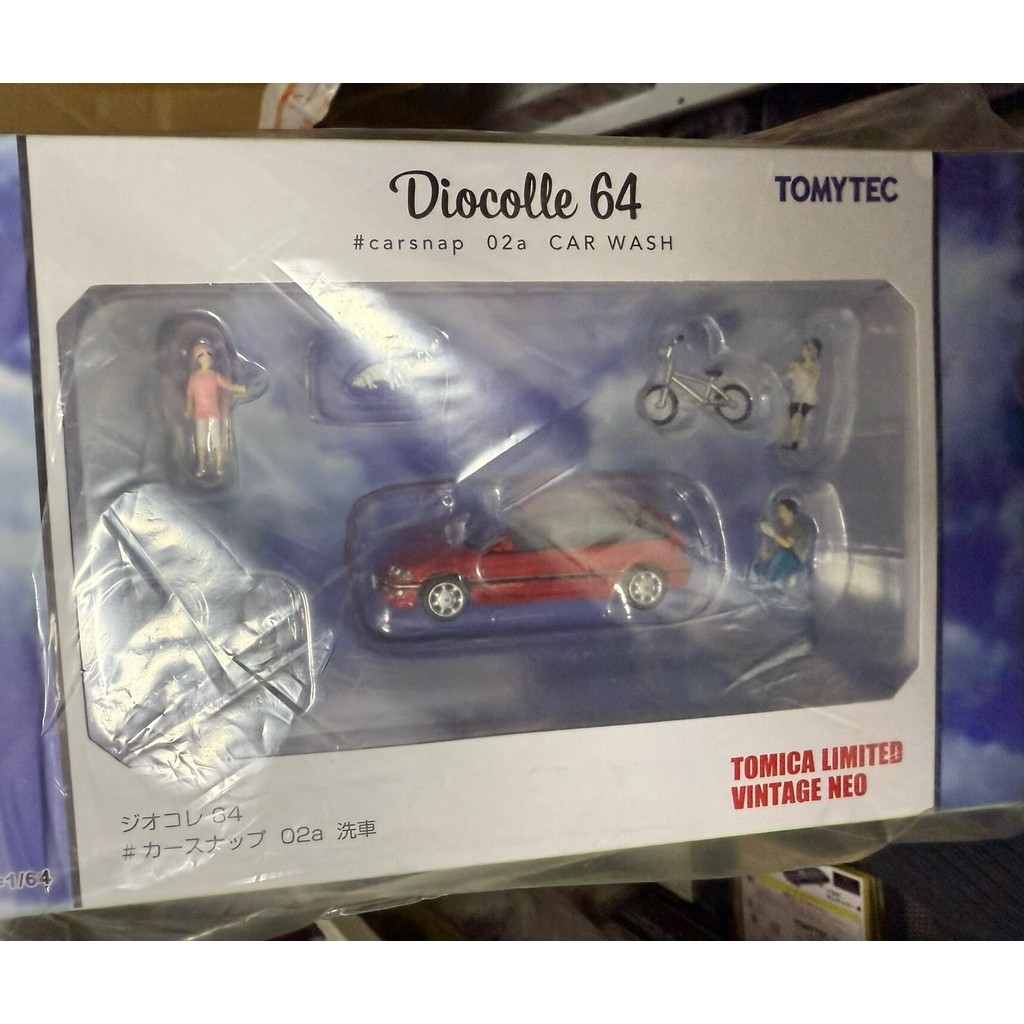 Diocolle 64
TOMYTEC
#carsnap 02a CAR WASH
TOMICA LIMITED
VINTAGE NEO
ジオコレ 64
#カースナップ 02a 洗車
=1/64